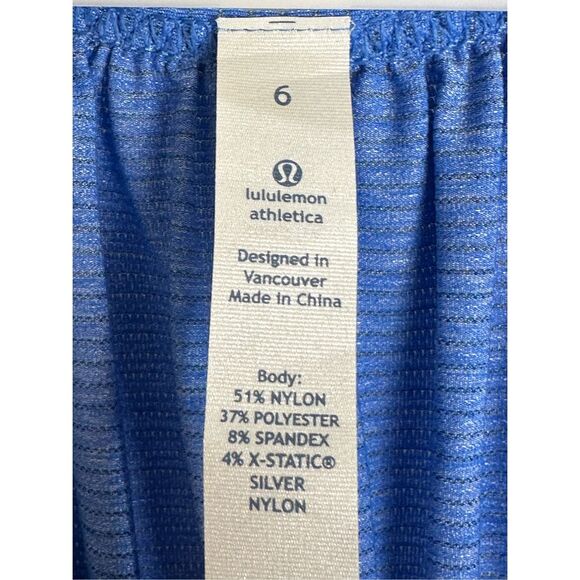 6
lululemon
athletica
Designed in
Vancouver
Made in China
Body:
51% NYLON
37% POLYESTER
8% SPANDEX
4% X-STATIC®
SILVER
NYLON